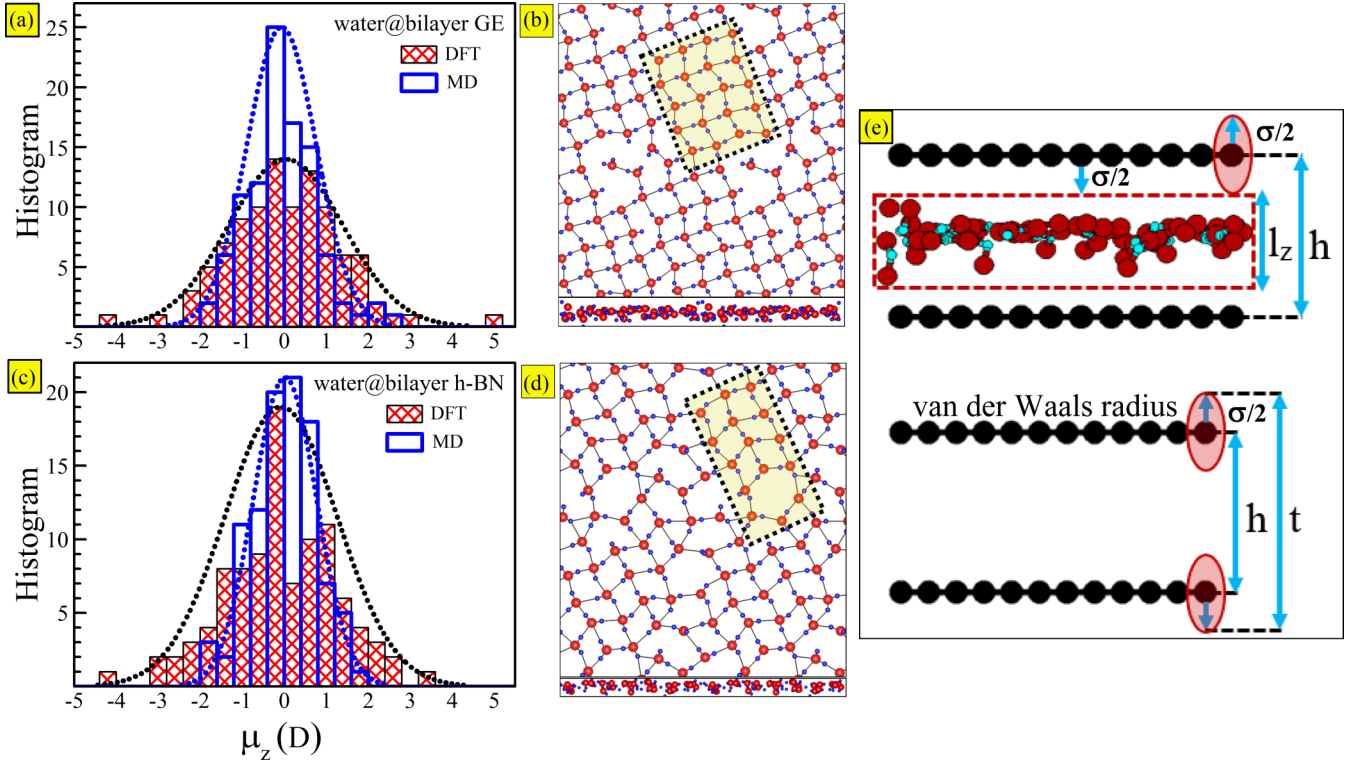 (a)
water@bilayer GE
DFT
MD
Histogram
25
20
15
10
5
-5 -4 -3 -2 -1 0 1 2 3 4 5
(b)
(c)
water@bilayer h-BN
DFT
MD
Histogram
20
15
10
5
-5 -4 -3 -2 -1 0 1 2 3 4 5
μz (D)
(d)
(e)
σ/2
σ/2
lz
h
van der Waals radius
σ/2
h
t